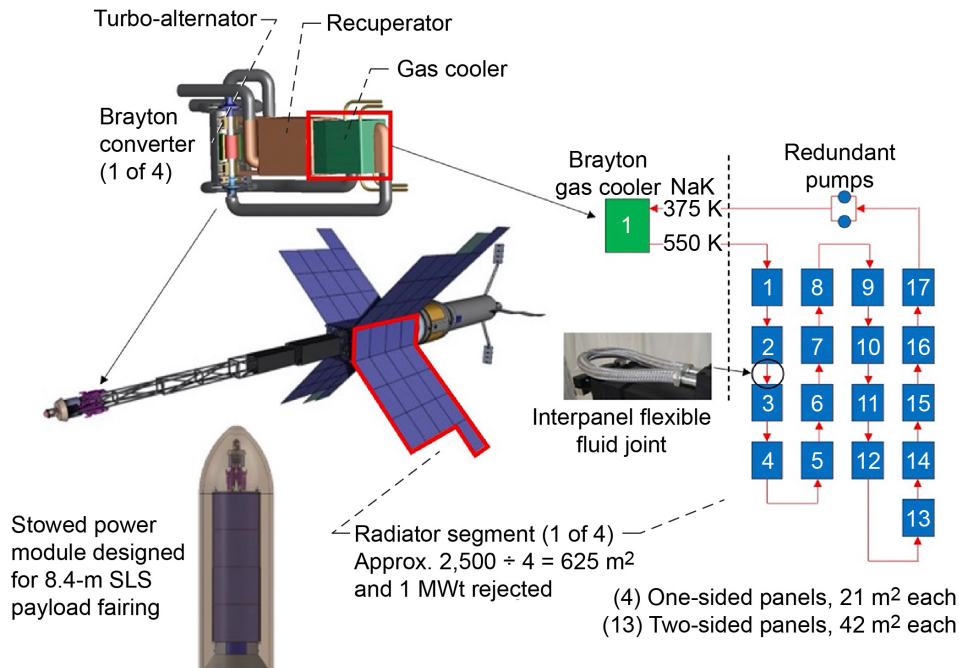 Turbo-alternator
Recuperator
Gas cooler
Brayton
converter
(1 of 4)
Brayton
gas cooler
NaK
Redundant
pumps
375 K
1
550 K
1
8
9
17
2
7
10
16
3
6
11
15
4
5
12
14
13
Interpanel flexible
fluid joint
Stowed power
module designed
for 8.4-m SLS
payload fairing
Radiator segment (1 of 4)
Approx. 2,500 ÷ 4 = 625 m²
and 1 MWt rejected
(4) One-sided panels, 21 m² each
(13) Two-sided panels, 42 m² each